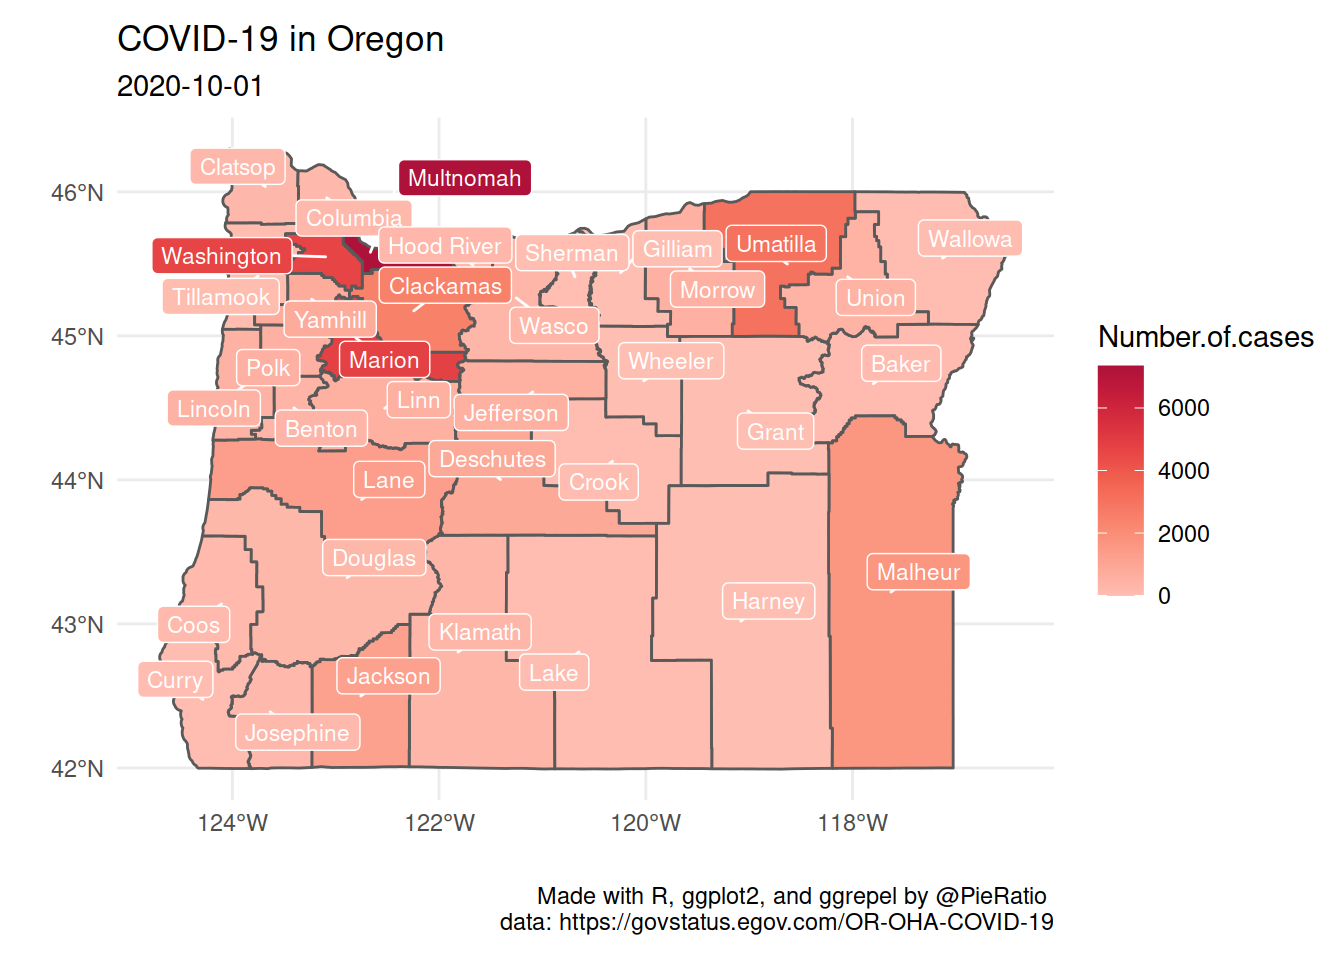 COVID-19 in Oregon
2020-10-01
Clatsop
Multnomah
46°N
Columbia
Hood River
Washington
Sherman
Gilliam
Umatilla
Wallowa
Tillamook
Clackamas
Morrow
Union
Yamhill
Wasco
45°N
Marion
Wheeler
Baker
Polk
Linn
Lincoln
Jefferson
Benton
Grant
Deschutes
44°N
Lane
Crook
Douglas
Malheur
Harney
43°N
Coos
Klamath
Curry
Jackson
Lake
Josephine
42°N
124°W
122°W
120°W
118°W
Number.of.cases
6000
4000
2000
0
Made with R, ggplot2, and ggrepel by @PieRatio
data: https://govstatus.egov.com/OR-OHA-COVID-19